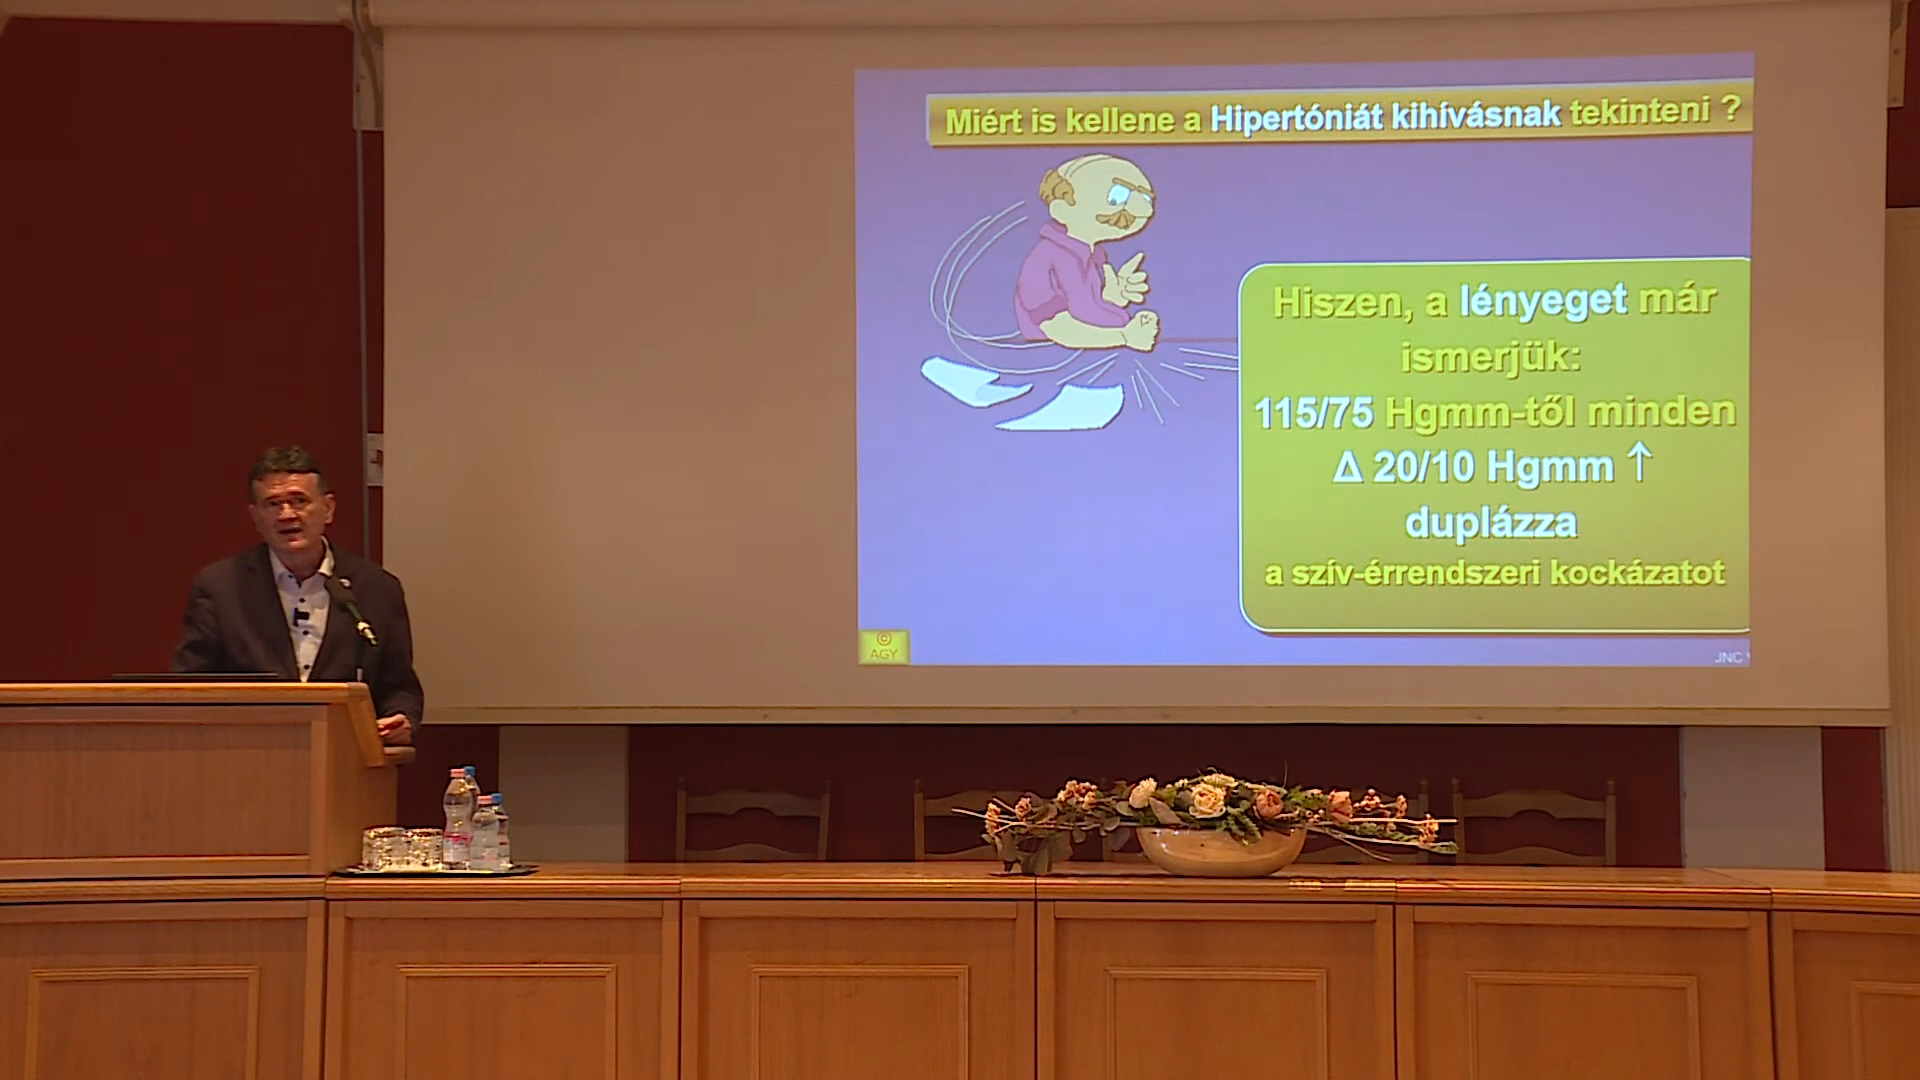 Miért is kellene a Hipertóniát kihívásnak tekinteni ?
Hiszen, a lényeget már
ismerjük:
115/75 Hgmm-től minden
Δ 20/10 Hgmm ↑
duplázza
a szív-érrendszeri kockázatot
©
AGY
JNC